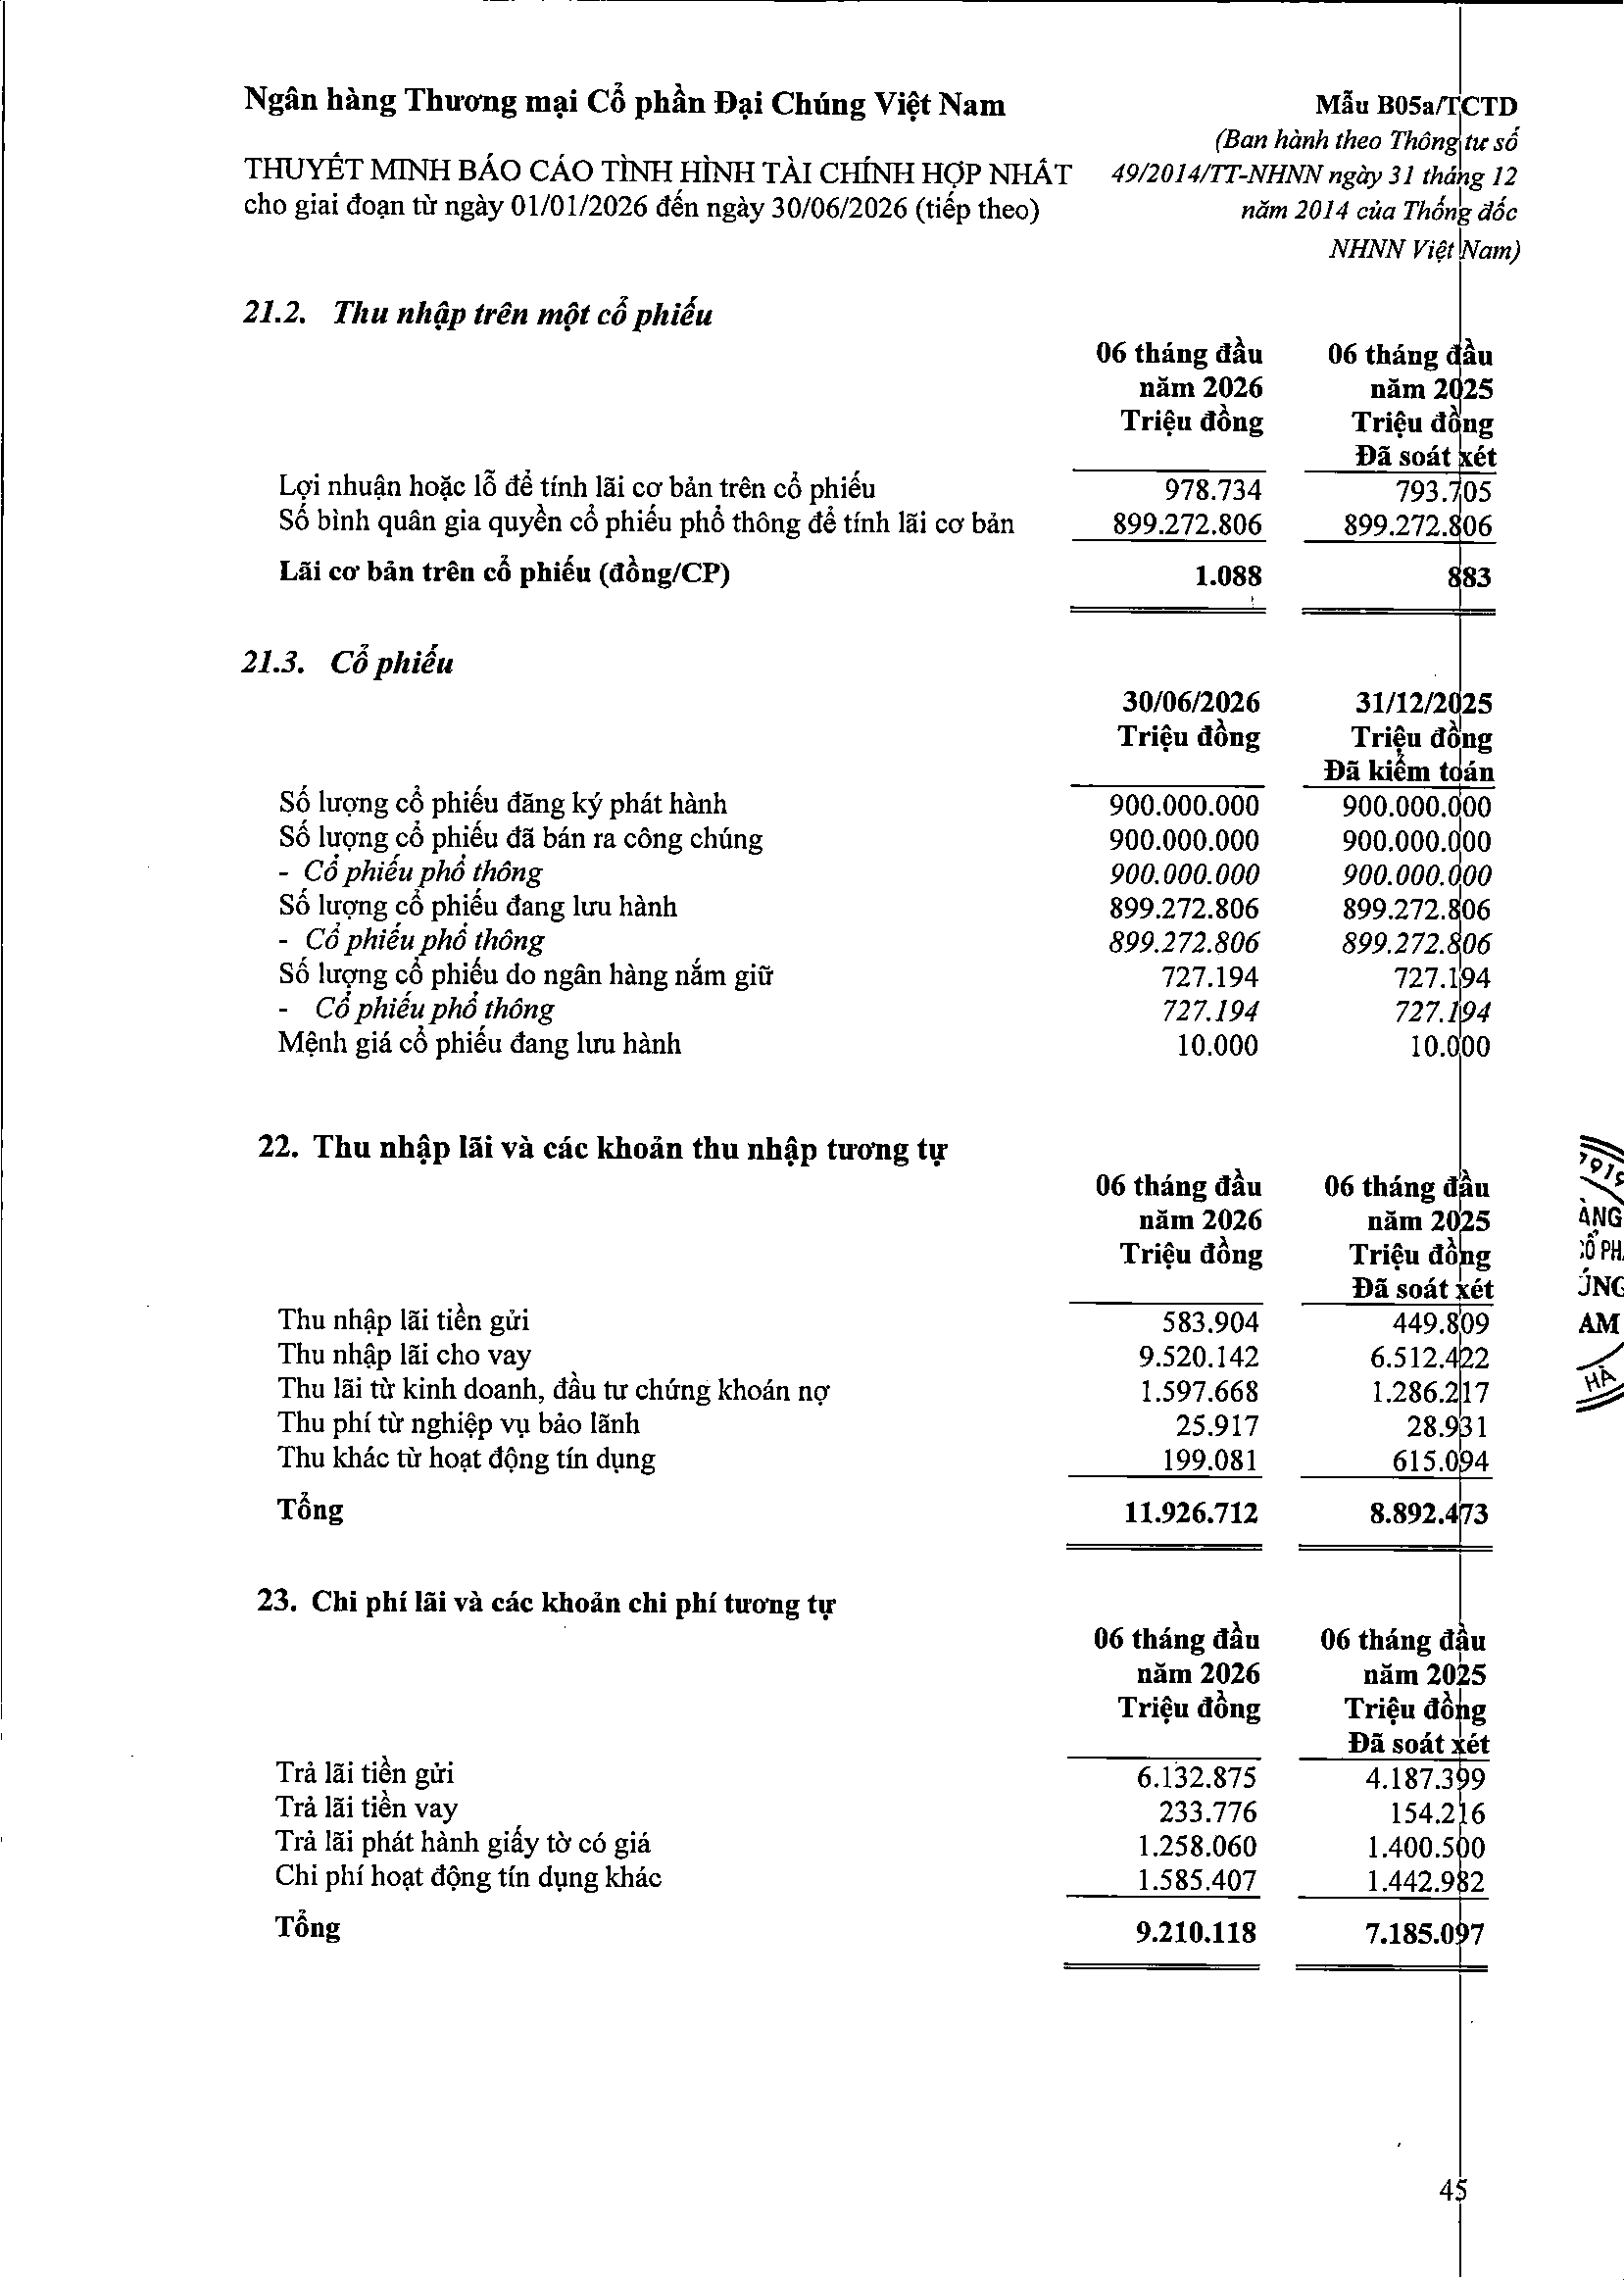 Ngân hàng Thương mại Cổ phần Đại Chúng Việt Nam
Mẫu B05a/TCTD
(Ban hành theo Thông tư số
THUYẾT MINH BÁO CÁO TÌNH HÌNH TÀI CHÍNH HỢP NHẤT
49/2014/TT-NHNN ngày 31 tháng 12
cho giai đoạn từ ngày 01/01/2026 đến ngày 30/06/2026 (tiếp theo)
năm 2014 của Thống đốc
NHNN Việt Nam)
21.2. Thu nhập trên một cổ phiếu
06 tháng đầu 06 tháng đầu
năm 2026 năm 2025
Triệu đồng Triệu đồng
Đã soát xét
Lợi nhuận hoặc lỗ để tính lãi cơ bản trên cổ phiếu 978.734 793.705
Số bình quân gia quyền cổ phiếu phổ thông để tính lãi cơ bản 899.272.806 899.272.806
Lãi cơ bản trên cổ phiếu (đồng/CP) 1.088 883
21.3. Cổ phiếu
30/06/2026 31/12/2025
Triệu đồng Triệu đồng
Đã kiểm toán
Số lượng cổ phiếu đăng ký phát hành 900.000.000 900.000.000
Số lượng cổ phiếu đã bán ra công chúng 900.000.000 900.000.000
- Cổ phiếu phổ thông 900.000.000 900.000.000
Số lượng cổ phiếu đang lưu hành 899.272.806 899.272.806
- Cổ phiếu phổ thông 899.272.806 899.272.806
Số lượng cổ phiếu do ngân hàng nắm giữ 727.194 727.194
- Cổ phiếu phổ thông 727.194 727.194
Mệnh giá cổ phiếu đang lưu hành 10.000 10.000
22. Thu nhập lãi và các khoản thu nhập tương tự
06 tháng đầu 06 tháng đầu
năm 2026 năm 2025
Triệu đồng Triệu đồng
Đã soát xét
Thu nhập lãi tiền gửi 583.904 449.809
Thu nhập lãi cho vay 9.520.142 6.512.422
Thu lãi từ kinh doanh, đầu tư chứng khoán nợ 1.597.668 1.286.217
Thu phí từ nghiệp vụ bảo lãnh 25.917 28.931
Thu khác từ hoạt động tín dụng 199.081 615.094
Tổng 11.926.712 8.892.473
23. Chi phí lãi và các khoản chi phí tương tự
06 tháng đầu 06 tháng đầu
năm 2026 năm 2025
Triệu đồng Triệu đồng
Đã soát xét
Trả lãi tiền gửi 6.132.875 4.187.399
Trả lãi tiền vay 233.776 154.216
Trả lãi phát hành giấy tờ có giá 1.258.060 1.400.500
Chi phí hoạt động tín dụng khác 1.585.407 1.442.982
Tổng 9.210.118 7.185.097
AM
HÀ
45